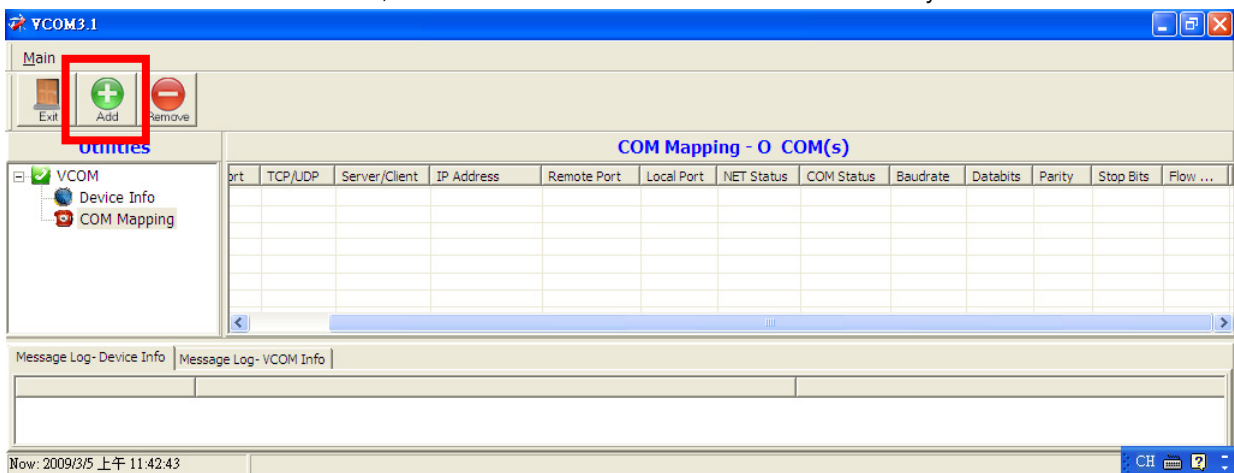 VCOM3.1
Main
Exit Add Remove
Utilities
COM Mapping - O COM(s)
VCOM
Device Info
COM Mapping
ort TCP/UDP Server/Client IP Address Remote Port Local Port NET Status COM Status Baudrate Databits Parity Stop Bits Flow ...
Message Log- Device Info Message Log- VCOM Info
Now: 2009/3/5 上午 11:42:43
CH